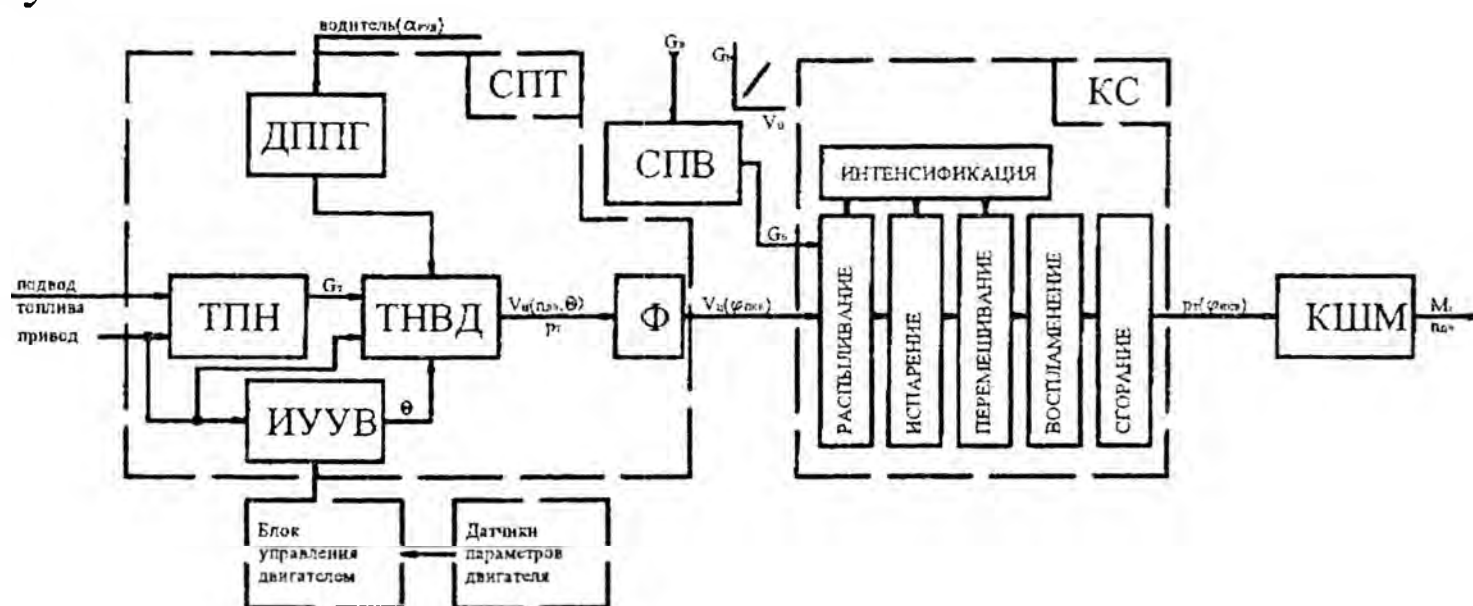 водитель(α
СПТ
G
G
V
КС
ДППГ
СПВ
ИНТЕНСИФИКАЦИЯ
G
подвод
топлива
привод
ТПН
Gт
ТНВД
θ)
Ф
КШМ
ИУУВ
θ
РАСПЫЛИВАНИЕ
ИСПАРЕНИЕ
ПЕРЕМЕШИВАНИЕ
ВОСПЛАМЕНЕНИЕ
СГОРАНИЕ
Блок
управления
двигателем
Датчики
параметров
двигателя